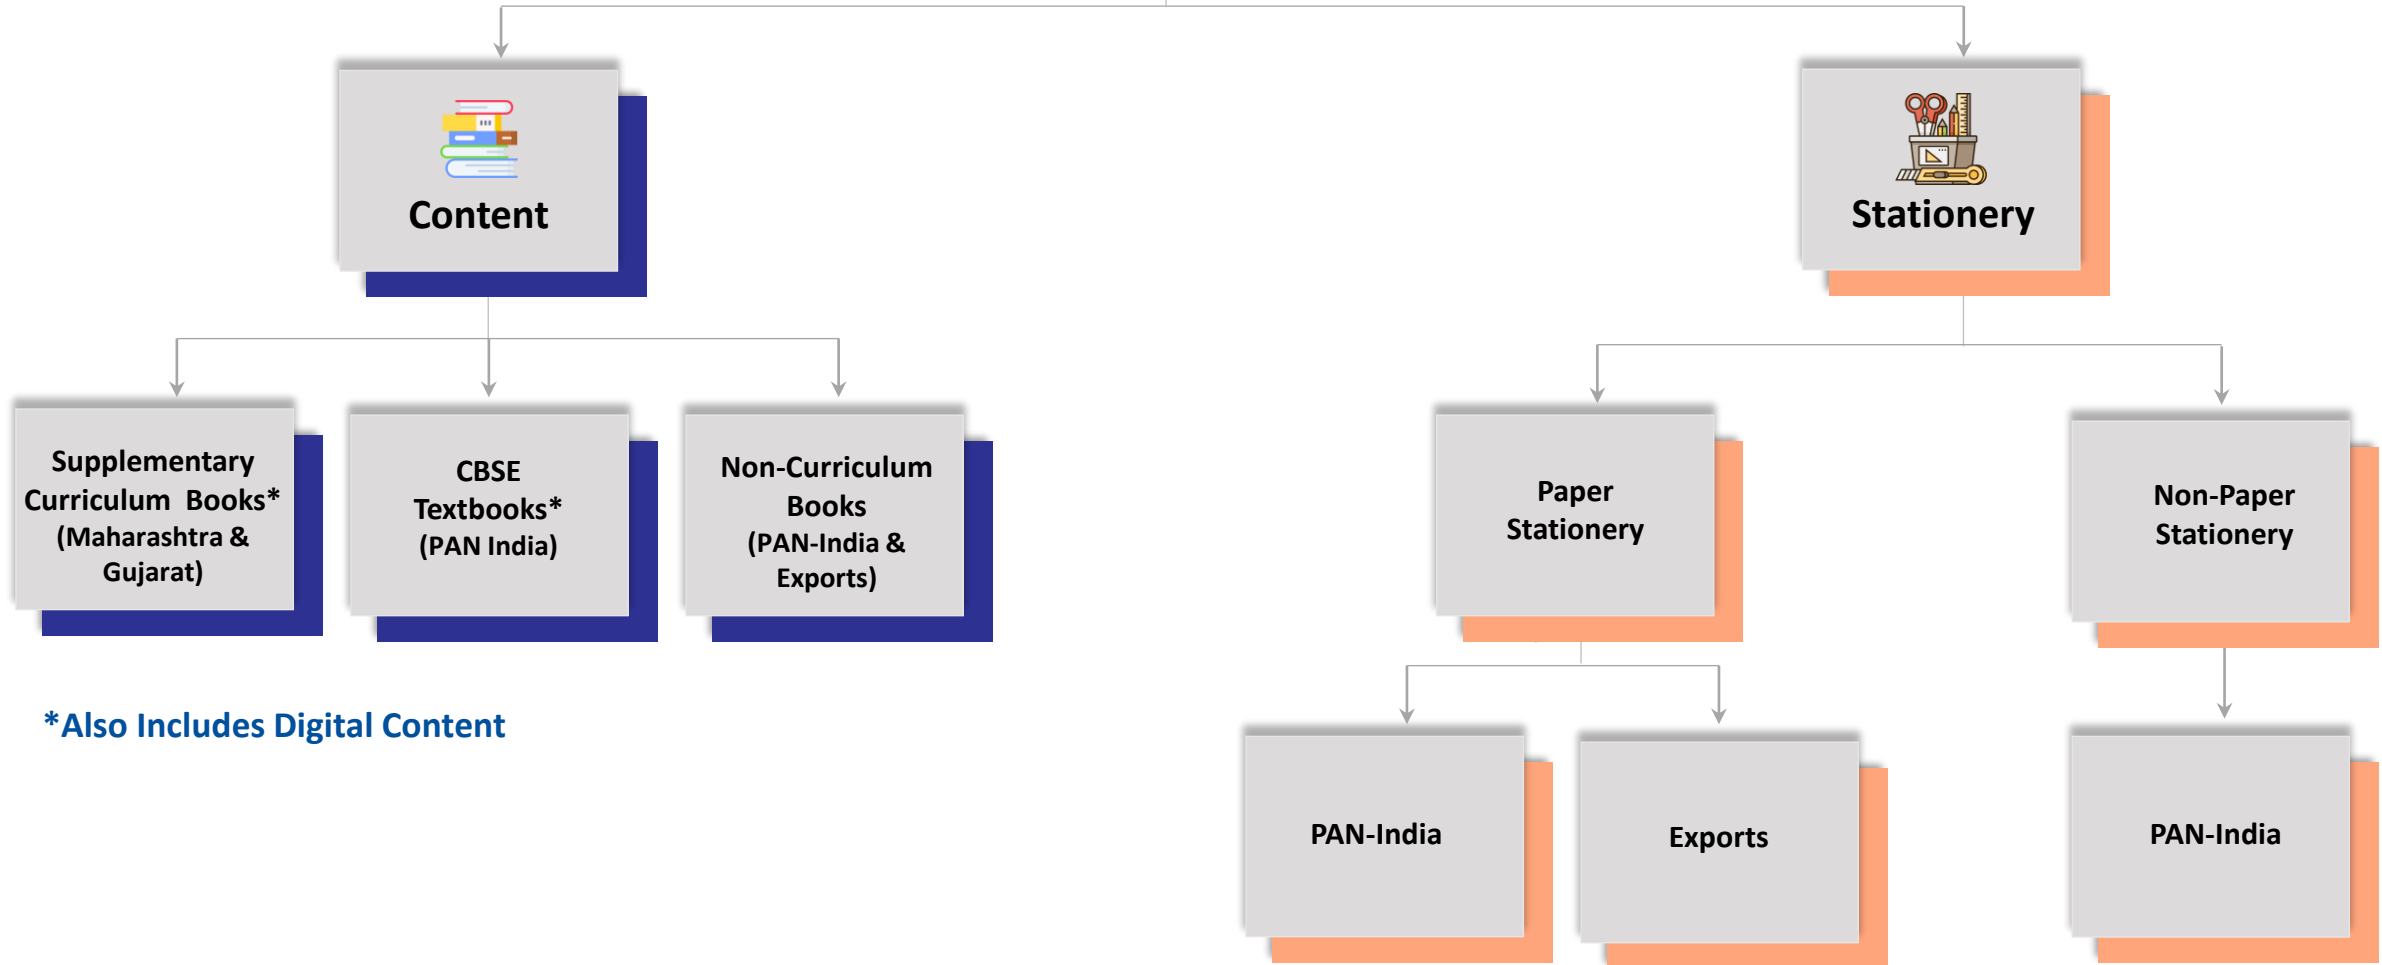 Content
Stationery
Supplementary
Curriculum Books*
(Maharashtra &
Gujarat)
CBSE
Textbooks*
(PAN India)
Non-Curriculum
Books
(PAN-India &
Exports)
Paper
Stationery
Non-Paper
Stationery
*Also Includes Digital Content
PAN-India
Exports
PAN-India